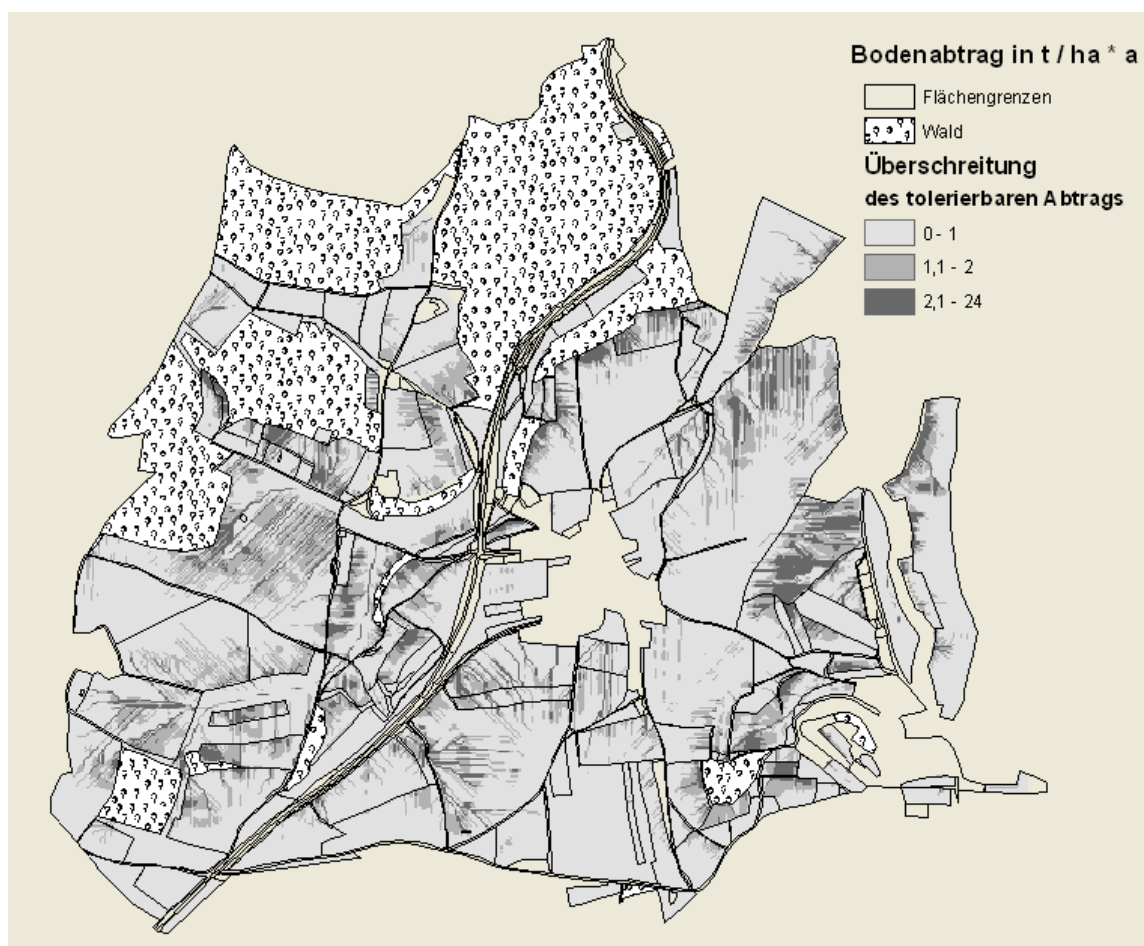 Bodenabtrag in t / ha * a
Flächengrenzen
Wald
Überschreitung
des tolerierbaren Abtrags
0 - 1
1,1 - 2
2,1 - 24